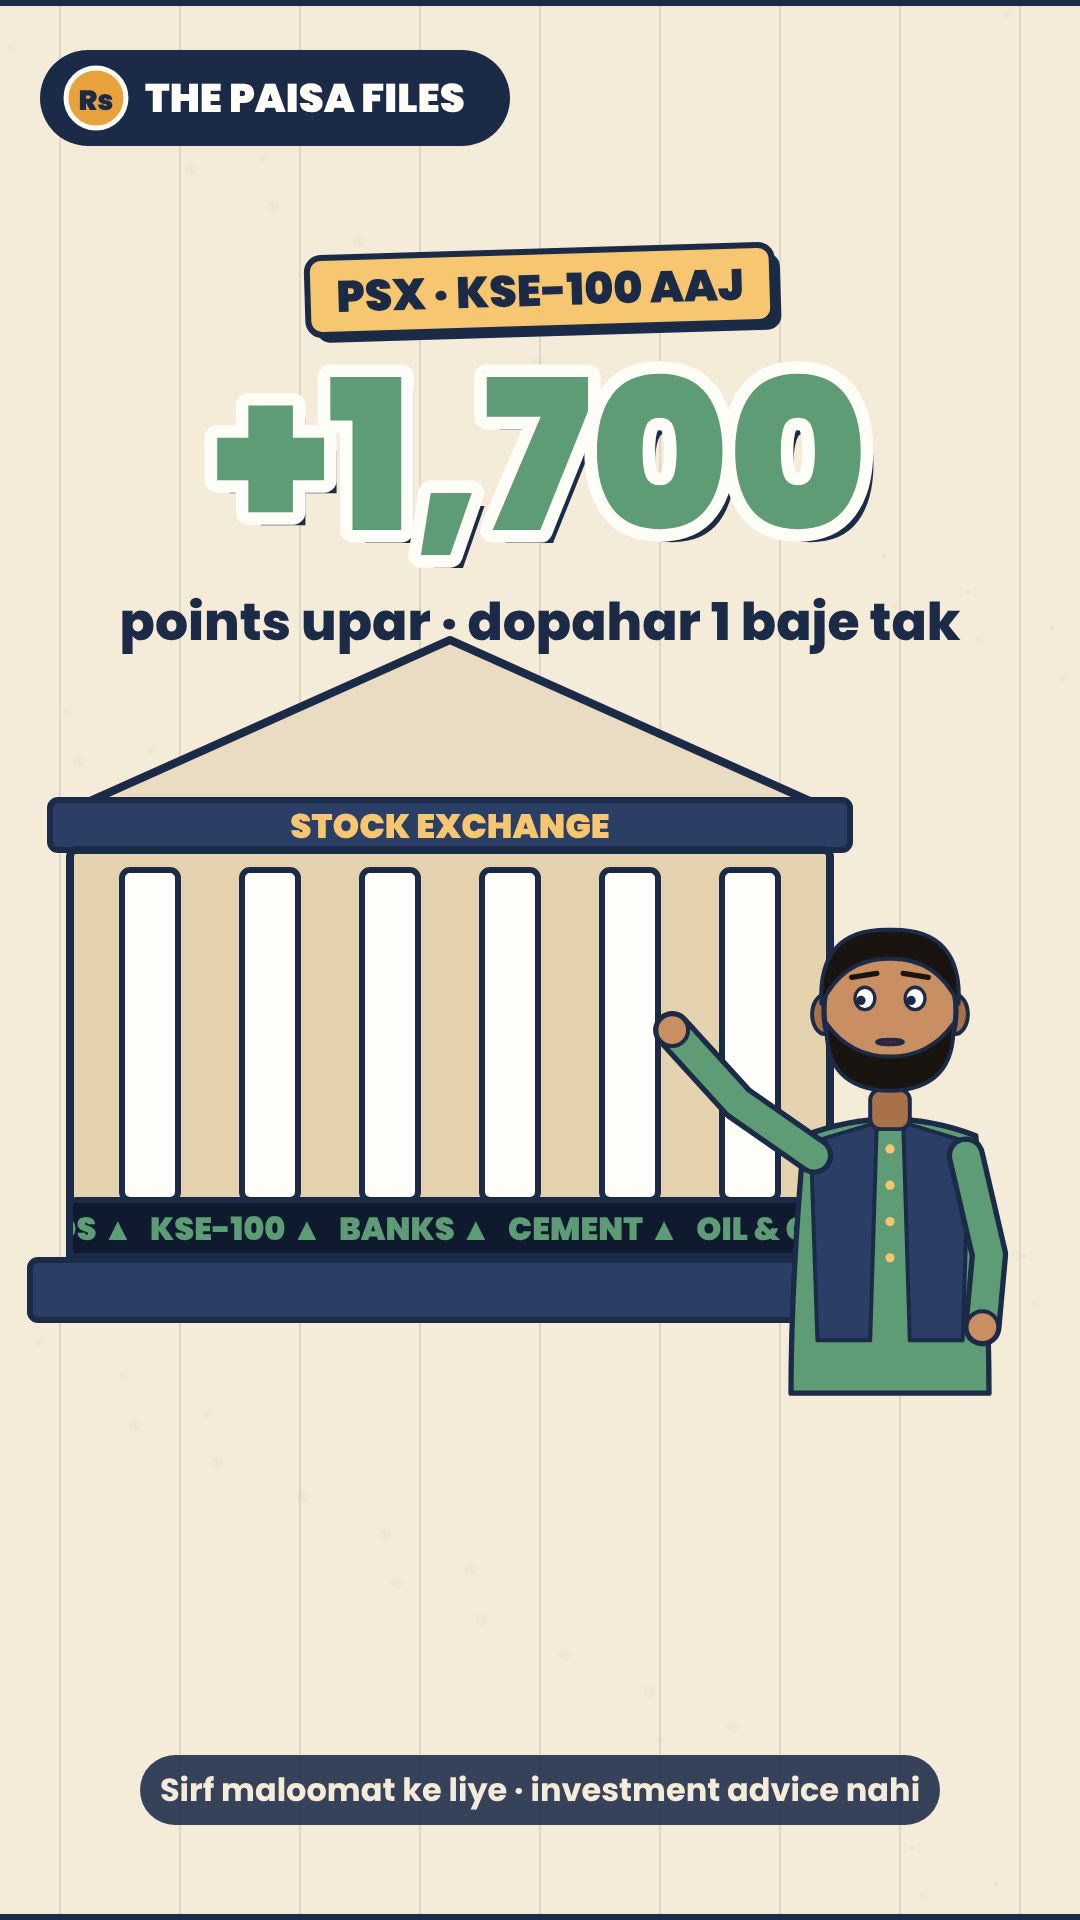 Rs THE PAISA FILES
PSX · KSE-100 AAJ
+1,700
points upar · dopahar 1 baje tak
STOCK EXCHANGE
▲ KSE-100 ▲ BANKS ▲ CEMENT ▲ OIL &
Sirf maloomat ke liye · investment advice nahi